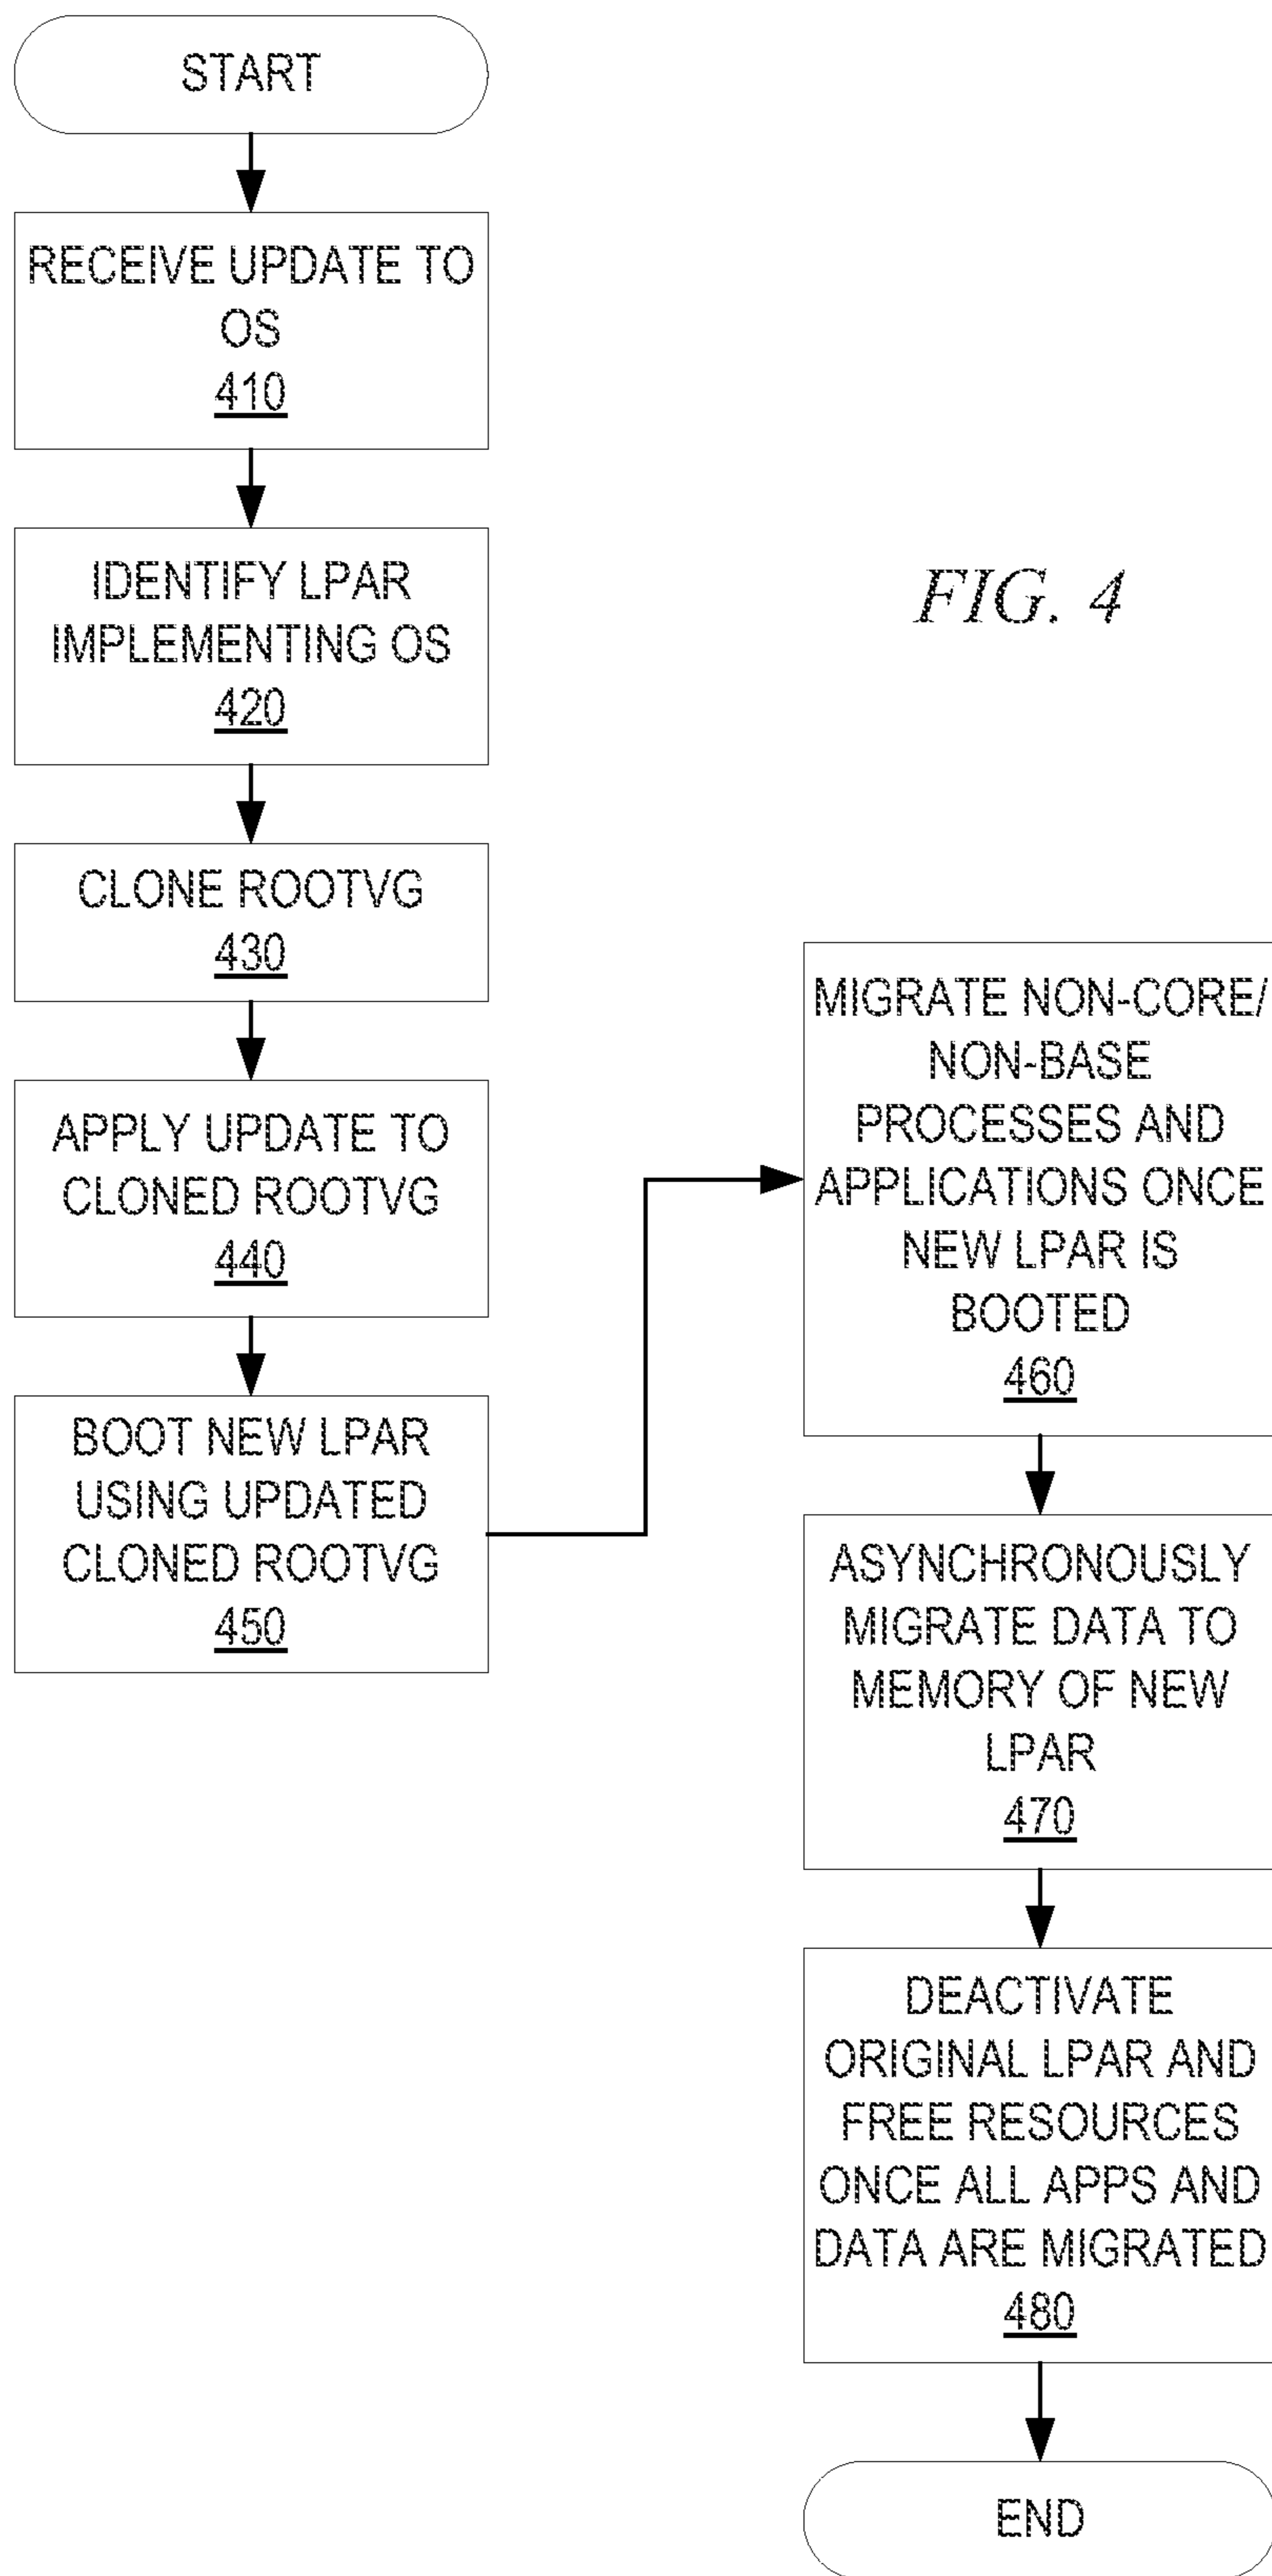 START
RECEIVE UPDATE TO
OS
410
IDENTIFY LPAR
IMPLEMENTING OS
420
CLONE ROOTVG
430
APPLY UPDATE TO
CLONED ROOTVG
440
BOOT NEW LPAR
USING UPDATED
CLONED ROOTVG
450
FIG. 4
MIGRATE NON-CORE/
NON-BASE
PROCESSES AND
APPLICATIONS ONCE
NEW LPAR IS
BOOTED
460
ASYNCHRONOUSLY
MIGRATE DATA TO
MEMORY OF NEW
LPAR
470
DEACTIVATE
ORIGINAL LPAR AND
FREE RESOURCES
ONCE ALL APPS AND
DATA ARE MIGRATED
480
END